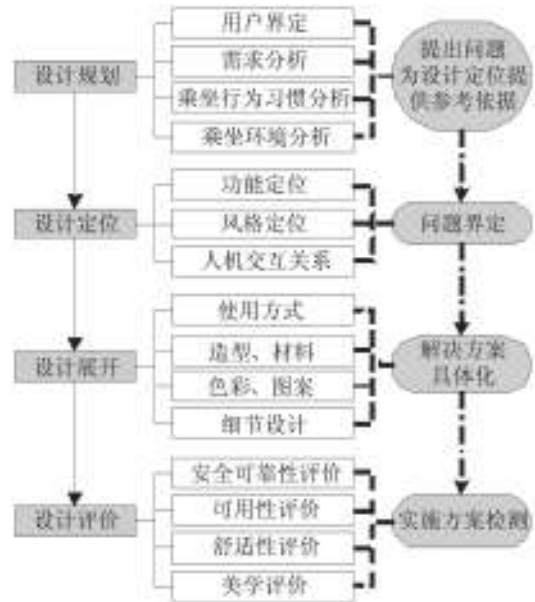 用户界定
需求分析
设计规划
乘坐行为习惯分析
乘坐环境分析
提出问题
为设计定位提
供参考依据
功能定位
设计定位
风格定位
人机交互关系
问题界定
使用方式
造型、材料
设计展开
色彩、图案
细节设计
解决方案
具体化
安全可靠性评价
可用性评价
设计评价
舒适性评价
美学评价
实施方案检测